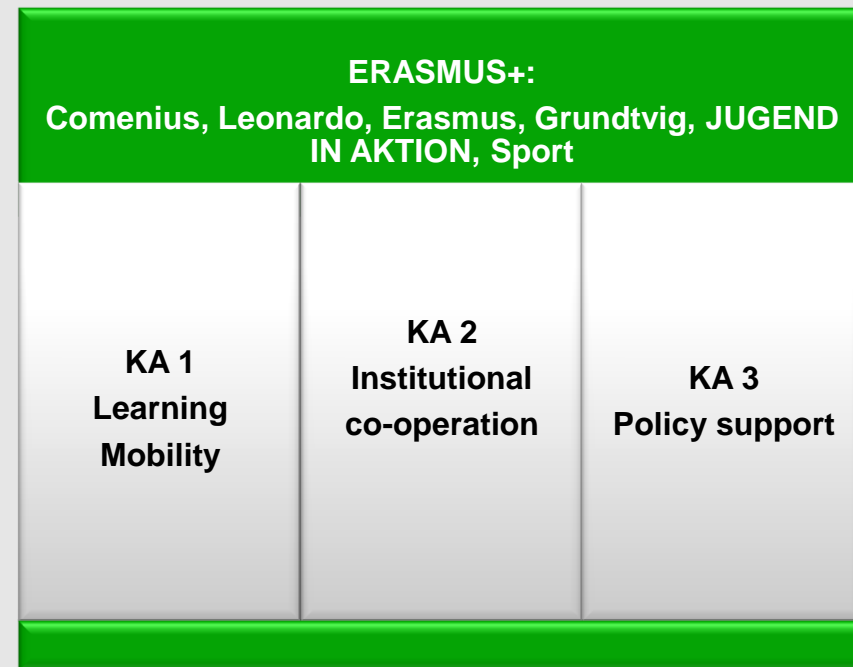 ERASMUS+:
Comenius, Leonardo, Erasmus, Grundtvig, JUGEND
IN AKTION, Sport
KA 1
Learning
Mobility
KA 2
Institutional
co-operation
KA 3
Policy support